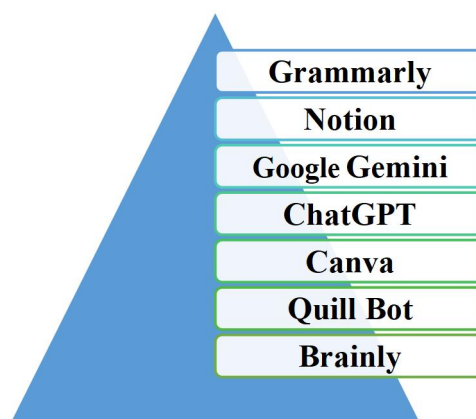 Grammarly
Notion
Google Gemini
ChatGPT
Canva
Quill Bot
Brainly